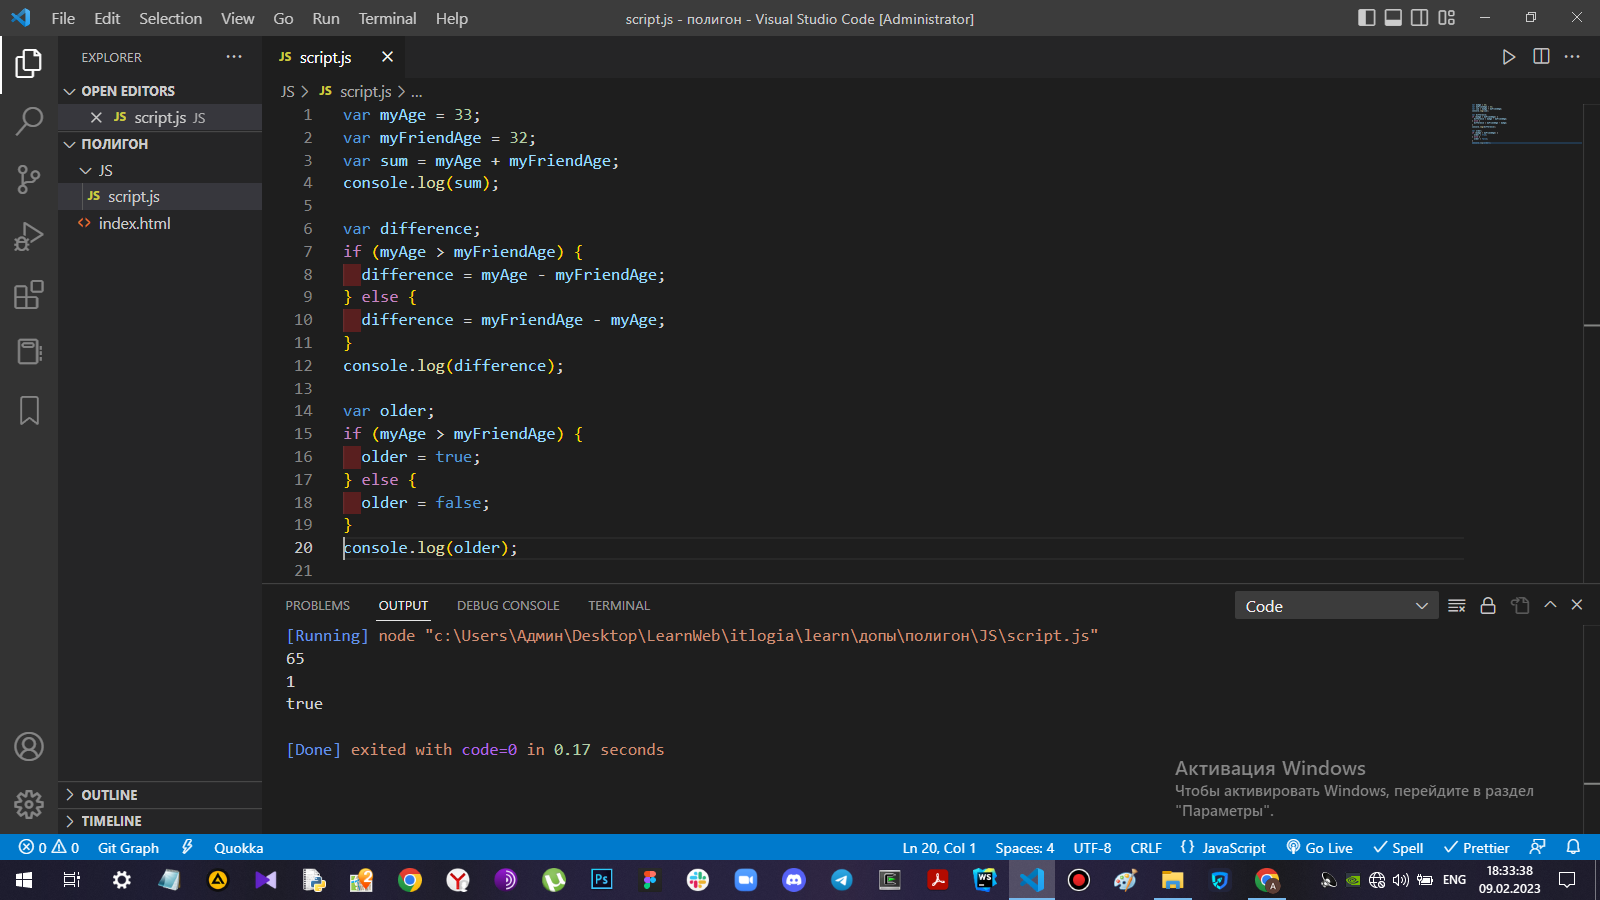 File Edit Selection View Go Run Terminal Help
script.js - полигон - Visual Studio Code [Administrator]
EXPLORER
JS script.js
OPEN EDITORS
JS script.js JS
ПОЛИГОН
JS
JS script.js
index.html
OUTLINE
TIMELINE
JS > JS script.js > ...
1 var myAge = 33;
2 var myFriendAge = 32;
3 var sum = myAge + myFriendAge;
4 console.log(sum);
5
6 var difference;
7 if (myAge > myFriendAge) {
8 difference = myAge - myFriendAge;
9 } else {
10 difference = myFriendAge - myAge;
11 }
12 console.log(difference);
13
14 var older;
15 if (myAge > myFriendAge) {
16 older = true;
17 } else {
18 older = false;
19 }
20 console.log(older);
21
PROBLEMS OUTPUT DEBUG CONSOLE TERMINAL
Code
[Running] node "c:\Users\Админ\Desktop\LearnWeb\itlogia\learn\допы\полигон\JS\script.js"
65
1
true
[Done] exited with code=0 in 0.17 seconds
Активация Windows
Чтобы активировать Windows, перейдите в раздел
"Параметры".
0 0 Git Graph Quokka Ln 20, Col 1 Spaces: 4 UTF-8 CRLF {} JavaScript Go Live Spell Prettier
Ps WS A ENG
18:33:38
09.02.2023